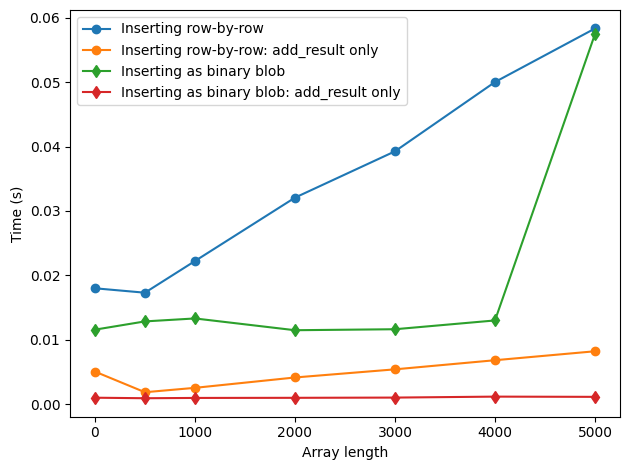 Inserting row-by-row
Inserting row-by-row: add_result only
Inserting as binary blob
Inserting as binary blob: add_result only
0.06
0.05
0.04
0.03
0.02
0.01
0.00
Time (s)
0 1000 2000 3000 4000 5000
Array length